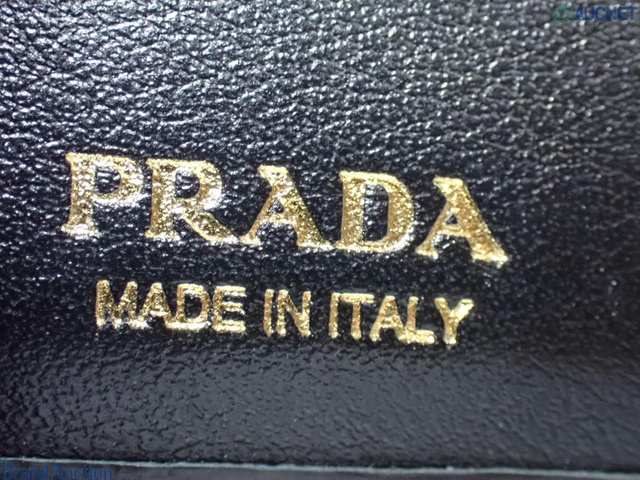 AUCNET
PRADA
MADE IN ITALY
Brand Auction